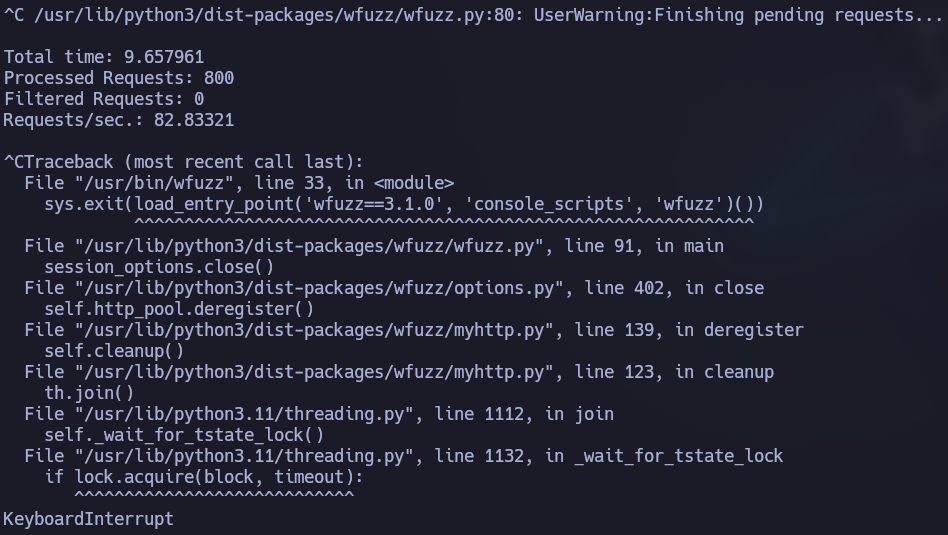 ^C /usr/lib/python3/dist-packages/wfuzz/wfuzz.py:80: UserWarning:Finishing pending requests...
Total time: 9.657961
Processed Requests: 800
Filtered Requests: 0
Requests/sec.: 82.83321
^CTraceback (most recent call last):
  File "/usr/bin/wfuzz", line 33, in <module>
    sys.exit(load_entry_point('wfuzz==3.1.0', 'console_scripts', 'wfuzz')())
             ^^^^^^^^^^^^^^^^^^^^^^^^^^^^^^^^^^^^^^^^^^^^^^^^^^^^^^^^^^^^^^
  File "/usr/lib/python3/dist-packages/wfuzz/wfuzz.py", line 91, in main
    session_options.close()
  File "/usr/lib/python3/dist-packages/wfuzz/options.py", line 402, in close
    self.http_pool.deregister()
  File "/usr/lib/python3/dist-packages/wfuzz/myhttp.py", line 139, in deregister
    self.cleanup()
  File "/usr/lib/python3/dist-packages/wfuzz/myhttp.py", line 123, in cleanup
    th.join()
  File "/usr/lib/python3.11/threading.py", line 1112, in join
    self._wait_for_tstate_lock()
  File "/usr/lib/python3.11/threading.py", line 1132, in _wait_for_tstate_lock
    if lock.acquire(block, timeout):
       ^^^^^^^^^^^^^^^^^^^^^^^^^^^^
KeyboardInterrupt